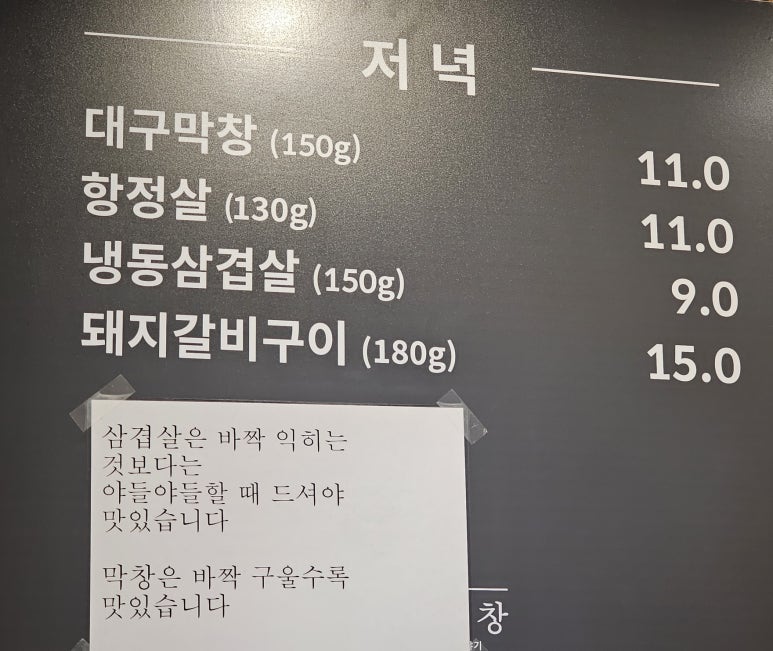 저녁
대구막창 (150g) 11.0
항정살 (130g) 11.0
냉동삼겹살 (150g) 9.0
돼지갈비구이 (180g) 15.0
삼겹살은 바짝 익히는
것보다는
야들야들할 때 드셔야
맛있습니다
막창은 바짝 구울수록
맛있습니다
창